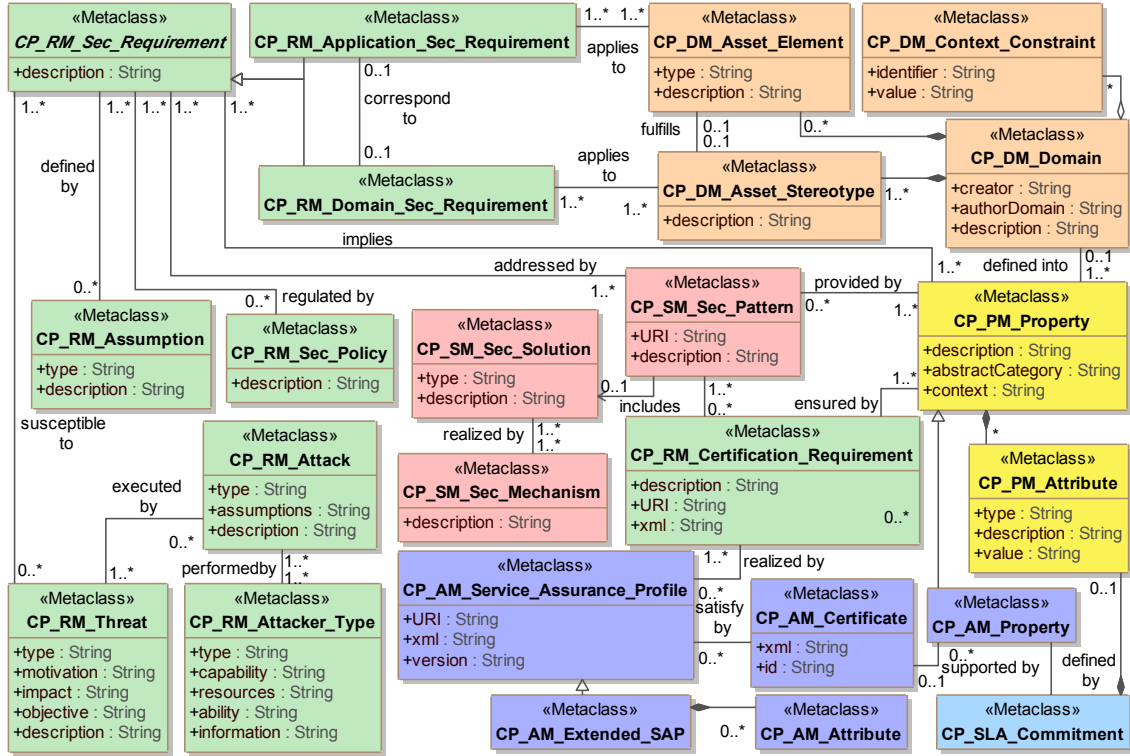 «Metaclass»
CP_RM_Sec_Requirement
+description : String
«Metaclass»
CP_RM_Application_Sec_Requirement
1..* 1..*
applies
to
«Metaclass»
CP_DM_Asset_Element
+type : String
+description : String
«Metaclass»
CP_DM_Context_Constraint
+identifier : String
+value : String
1..* 1..* 1..* 1..* 1..*
0..1
correspond
to
0..1
fulfills
0..1
0..1
0..*
*
«Metaclass»
CP_DM_Domain
+creator : String
+authorDomain : String
+description : String
defined
by
«Metaclass»
CP_RM_Domain_Sec_Requirement
applies
to
1..* 1..*
«Metaclass»
CP_DM_Asset_Stereotype
+description : String
1..*
implies
addressed by
1..*
1..*
defined into
0..1
1..*
0..*
regulated by
0..*
«Metaclass»
CP_SM_Sec_Pattern
+URI : String
+description : String
provided by
0..*
1..*
«Metaclass»
CP_PM_Property
+description : String
+abstractCategory : String
+context : String
«Metaclass»
CP_RM_Assumption
+type : String
+description : String
«Metaclass»
CP_RM_Sec_Policy
+description : String
«Metaclass»
CP_SM_Sec_Solution
+type : String
+description : String
0..1
includes
1..*
0..*
ensured by
1..*
susceptible
to
realized by
1..*
1..*
«Metaclass»
CP_RM_Attack
+type : String
+assumptions : String
+description : String
«Metaclass»
CP_SM_Sec_Mechanism
+description : String
«Metaclass»
CP_RM_Certification_Requirement
+description : String
+URI : String
+xml : String
0..*
*
«Metaclass»
CP_PM_Attribute
+type : String
+description : String
+value : String
executed
by
0..*
0..*
1..*
performedby
1..*
1..*
1..*
realized by
0..*
«Metaclass»
CP_RM_Threat
+type : String
+motivation : String
+impact : String
+objective : String
+description : String
«Metaclass»
CP_RM_Attacker_Type
+type : String
+capability : String
+resources : String
+ability : String
+information : String
«Metaclass»
CP_AM_Service_Assurance_Profile
+URI : String
+xml : String
+version : String
satisfy
by
0..*
«Metaclass»
CP_AM_Certificate
+xml : String
+id : String
«Metaclass»
CP_AM_Property
0..1
0..*
supported by
0..1
defined
by
«Metaclass»
CP_AM_Extended_SAP
0..*
«Metaclass»
CP_AM_Attribute
«Metaclass»
CP_SLA_Commitment